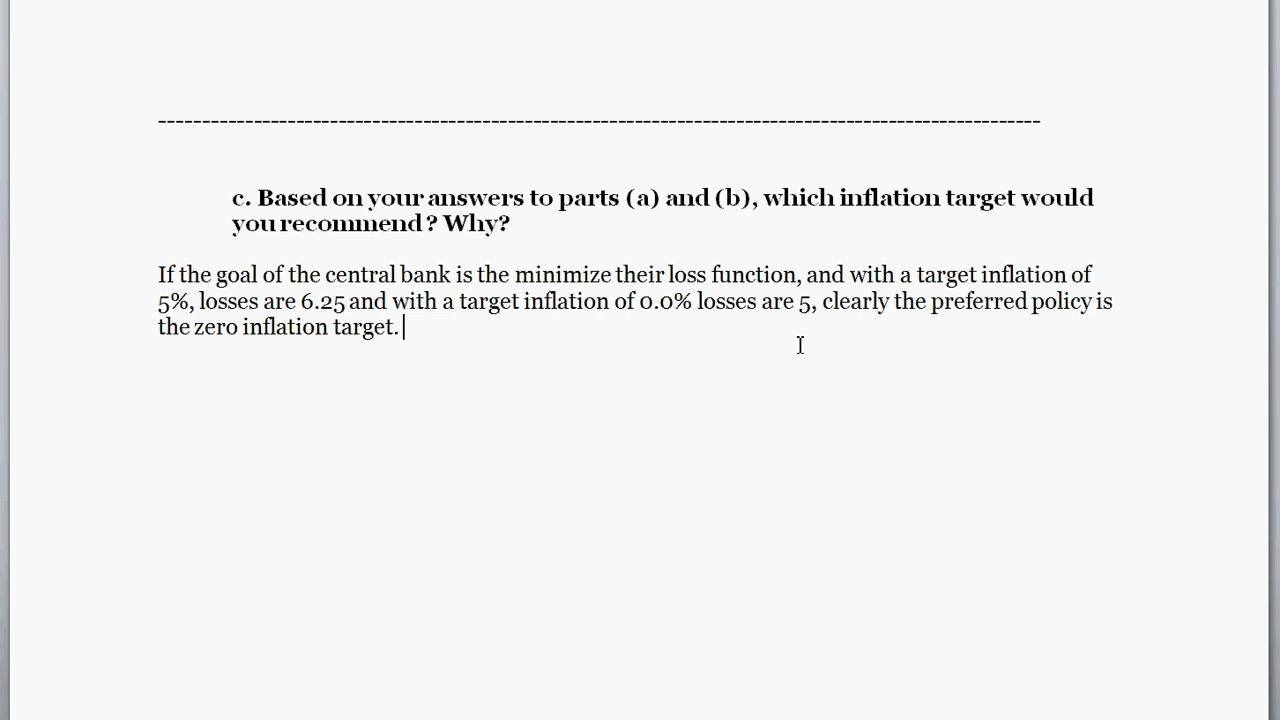 ----------------------------------------------------------------------------------------------------
c. Based on your answers to parts (a) and (b), which inflation target would
you recommend? Why?
If the goal of the central bank is the minimize their loss function, and with a target inflation of
5%, losses are 6.25 and with a target inflation of 0.0% losses are 5, clearly the preferred policy is
the zero inflation target.